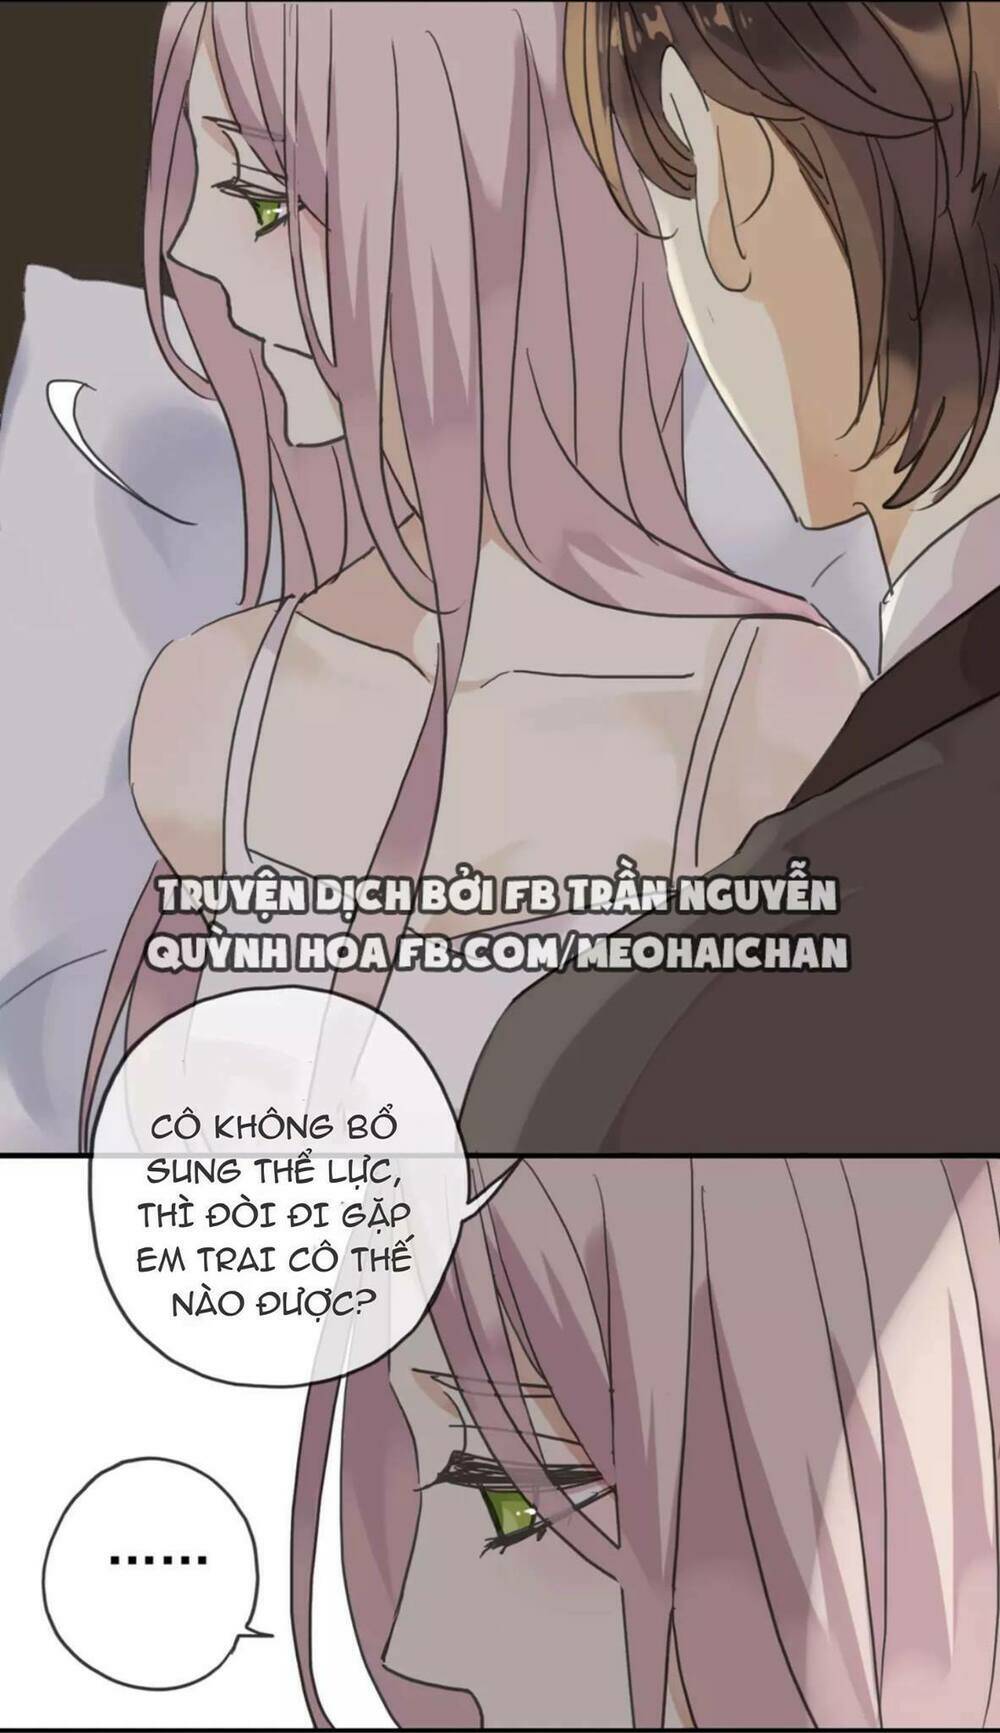 TRUYỆN DỊCH BỞI FB TRẦN NGUYỄN
QUỲNH HOA FB.COM/MEOHAICHAN
CÔ KHÔNG BỔ
SUNG THỂ LỰC,
THÌ ĐÒI ĐI GẶP
EM TRAI CÔ THẾ
NÀO ĐƯỢC?
......